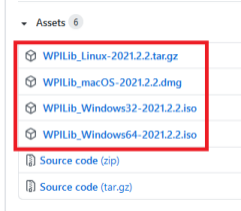 Assets 6
WPILib_Linux-2021.2.2.tar.gz
WPILib_macOS-2021.2.2.dmg
WPILib_Windows32-2021.2.2.iso
WPILib_Windows64-2021.2.2.iso
Source code (zip)
Source code (tar.gz)